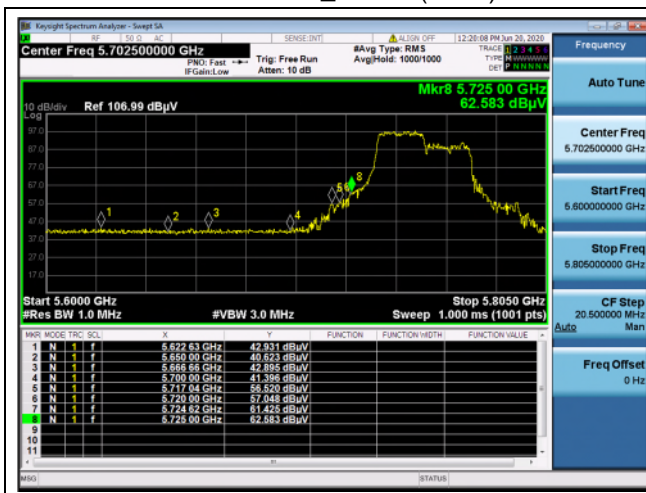 Keysight Spectrum Analyzer - Swept SA
RF 50 Ω AC SENSE:INT ALIGN OFF 12:20:08 PM Jun 20, 2020
Center Freq 5.702500000 GHz
PNO: Fast
IFGain:Low
Trig: Free Run
Atten: 10 dB
#Avg Type: RMS
Avg|Hold: 1000/1000
TRACE 1 2 3 4 5 6
TYPE M WWWWW
DET P N N N N N
Mkr8 5.725 00 GHz
62.583 dBµV
10 dB/div Ref 106.99 dBµV
Log
97.0
87.0
77.0
67.0
57.0
47.0
37.0
27.0
17.0
1
2
3
4
5
6
8
Start 5.6000 GHz Stop 5.8050 GHz
#Res BW 1.0 MHz #VBW 3.0 MHz Sweep 1.000 ms (1001 pts)
MKR MODE TRC SCL X Y FUNCTION FUNCTION WIDTH FUNCTION VALUE
1 N 1 f 5.622 63 GHz 42.931 dBµV
2 N 1 f 5.650 00 GHz 40.623 dBµV
3 N 1 f 5.666 66 GHz 42.895 dBµV
4 N 1 f 5.700 00 GHz 41.396 dBµV
5 N 1 f 5.717 04 GHz 56.520 dBµV
6 N 1 f 5.720 00 GHz 57.048 dBµV
7 N 1 f 5.724 62 GHz 61.425 dBµV
8 N 1 f 5.725 00 GHz 62.583 dBµV
9
10
11
MSG STATUS
Frequency
Auto Tune
Center Freq
5.702500000 GHz
Start Freq
5.600000000 GHz
Stop Freq
5.805000000 GHz
CF Step
20.500000 MHz
Auto Man
Freq Offset
0 Hz